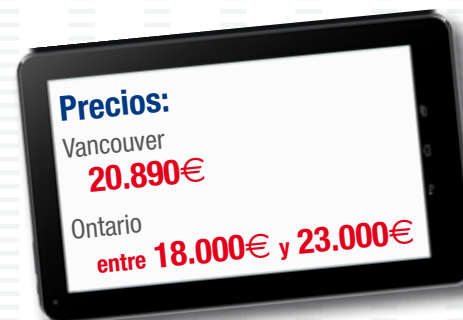 Precios:
Vancouver
20.890€
Ontario
entre 18.000€ y 23.000€